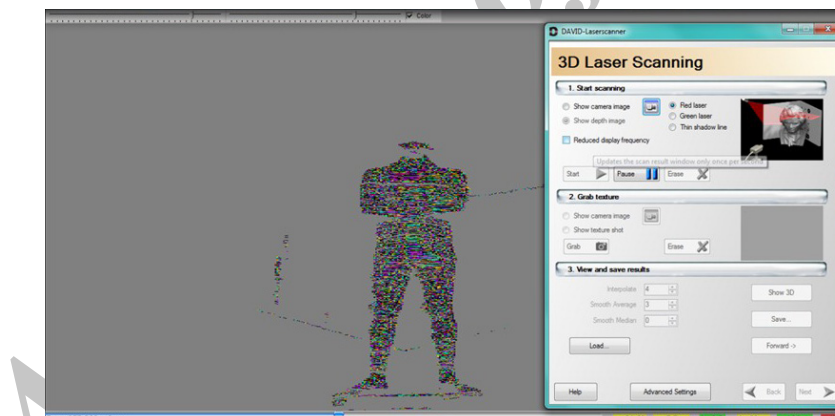 Color
DAVID-Laserscanner
3D Laser Scanning
1. Start scanning
Show camera image
Red laser
Show depth image
Green laser
Thin shadow line
Reduced display frequency
Updates the scan result window only once per second.
Start Pause Erase
2. Grab texture
Show camera image
Show texture shot
Grab Erase
3. View and save results
Interpolate 4
Show 3D
Smooth Average 3
Smooth Median 0
Save...
Load...
Forward ->
Help Advanced Settings Back Next